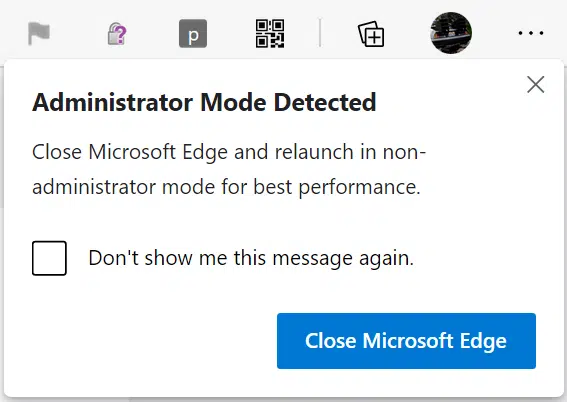 ?
p
Administrator Mode Detected
Close Microsoft Edge and relaunch in non-
administrator mode for best performance.
Don't show me this message again.
Close Microsoft Edge